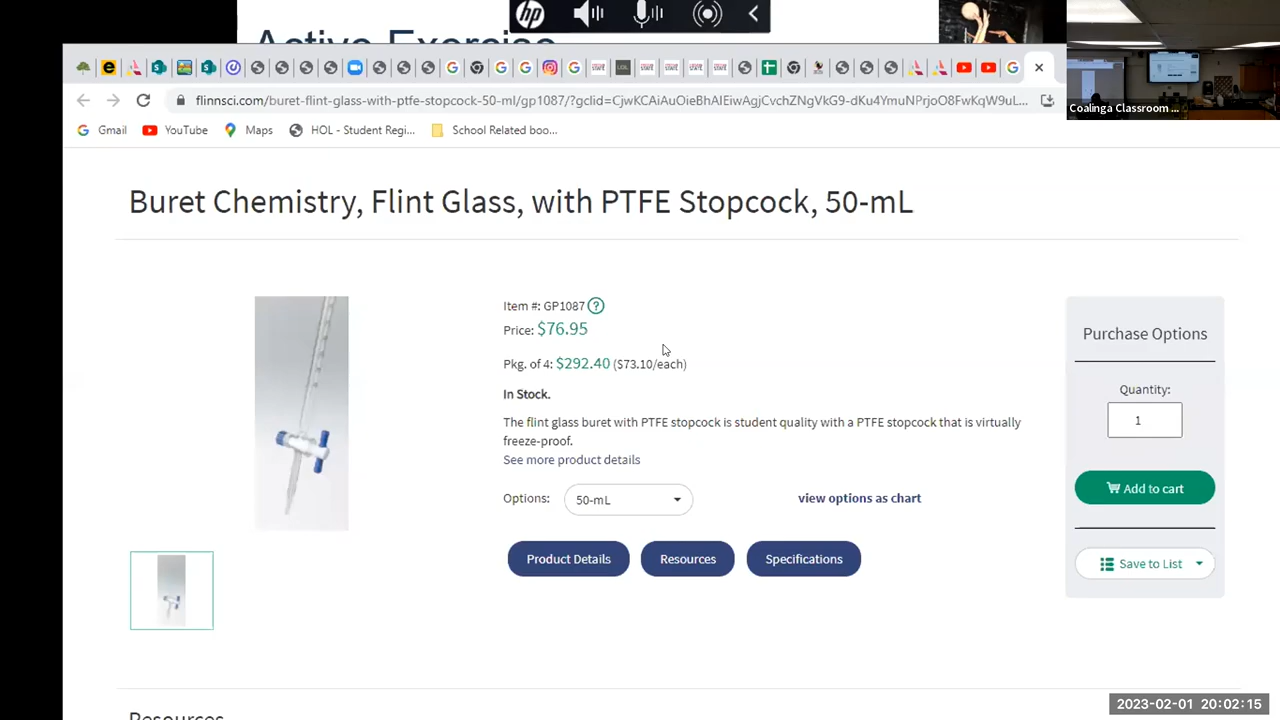 Active Exercise
hp
Coalinga Classroom ...
flinnsci.com/buret-flint-glass-with-ptfe-stopcock-50-ml/gp1087/?gclid=CjwKCAiAuOieBhAIEiwAgjCvchZNgVkG9-dKu4YmuNPrjoO8FwKqW9uL...
Gmail YouTube Maps HOL - Student Regi... School Related boo...
Buret Chemistry, Flint Glass, with PTFE Stopcock, 50-mL
Item #: GP1087 ?
Price: $76.95
Pkg. of 4: $292.40 ($73.10/each)
In Stock.
The flint glass buret with PTFE stopcock is student quality with a PTFE stopcock that is virtually
freeze-proof.
See more product details
Options: 50-mL view options as chart
Product Details Resources Specifications
Purchase Options
Quantity:
1
Add to cart
Save to List
Resources
2023-02-01 20:02:15